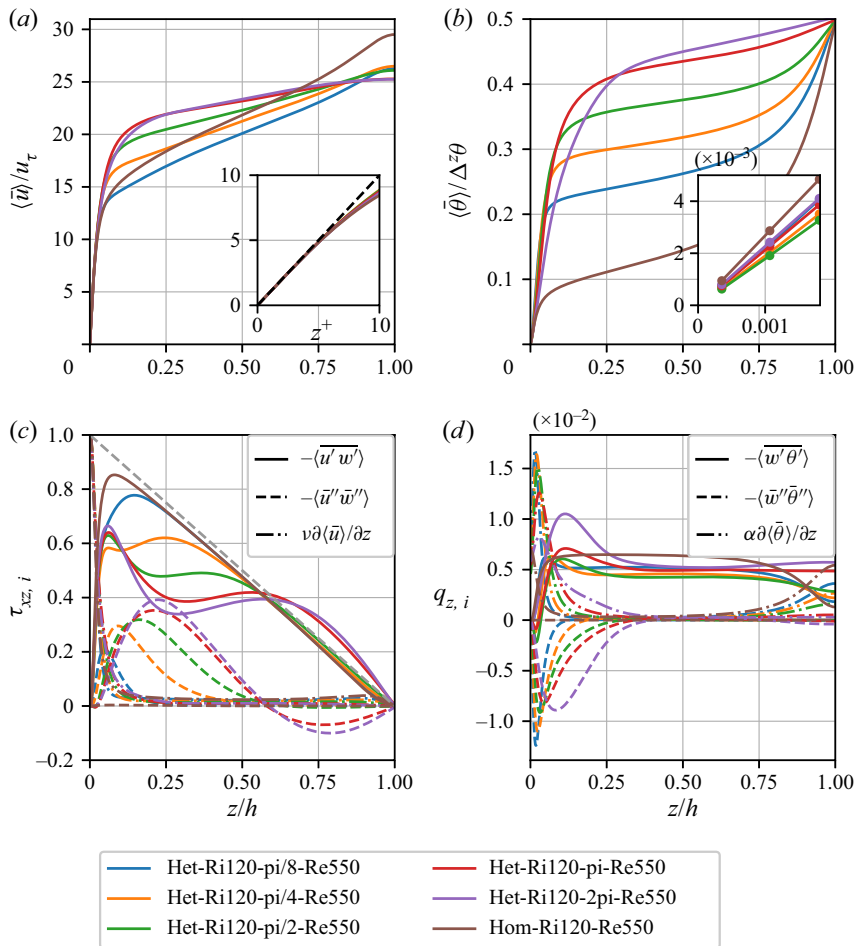 (a)
30
25
20
15
10
5
0
⟨ū⟩/u_τ
0.25 0.50 0.75 1.00
10
5
0
0 z⁺ 10
(b)
0.5
0.4
0.3
0.2
0.1
0
⟨θ̄⟩/Δᶻθ
0.25 0.50 0.75 1.00
(×10⁻³)
4
2
0
0 0.001
(c)
1.0
0.8
0.6
0.4
0.2
0
−0.2
τ_xz, i
−⟨u′ w′⟩
−⟨ū″w̄″⟩
ν∂⟨ū⟩/∂z
0 0.25 0.50 0.75 1.00
z/h
(d)
(×10⁻²)
1.5
1.0
0.5
0
−0.5
−1.0
q_z, i
−⟨w′θ′⟩
−⟨w̄″θ̄″⟩
α∂⟨θ̄⟩/∂z
0 0.25 0.50 0.75 1.00
z/h
Het-Ri120-pi/8-Re550
Het-Ri120-pi/4-Re550
Het-Ri120-pi/2-Re550
Het-Ri120-pi-Re550
Het-Ri120-2pi-Re550
Hom-Ri120-Re550